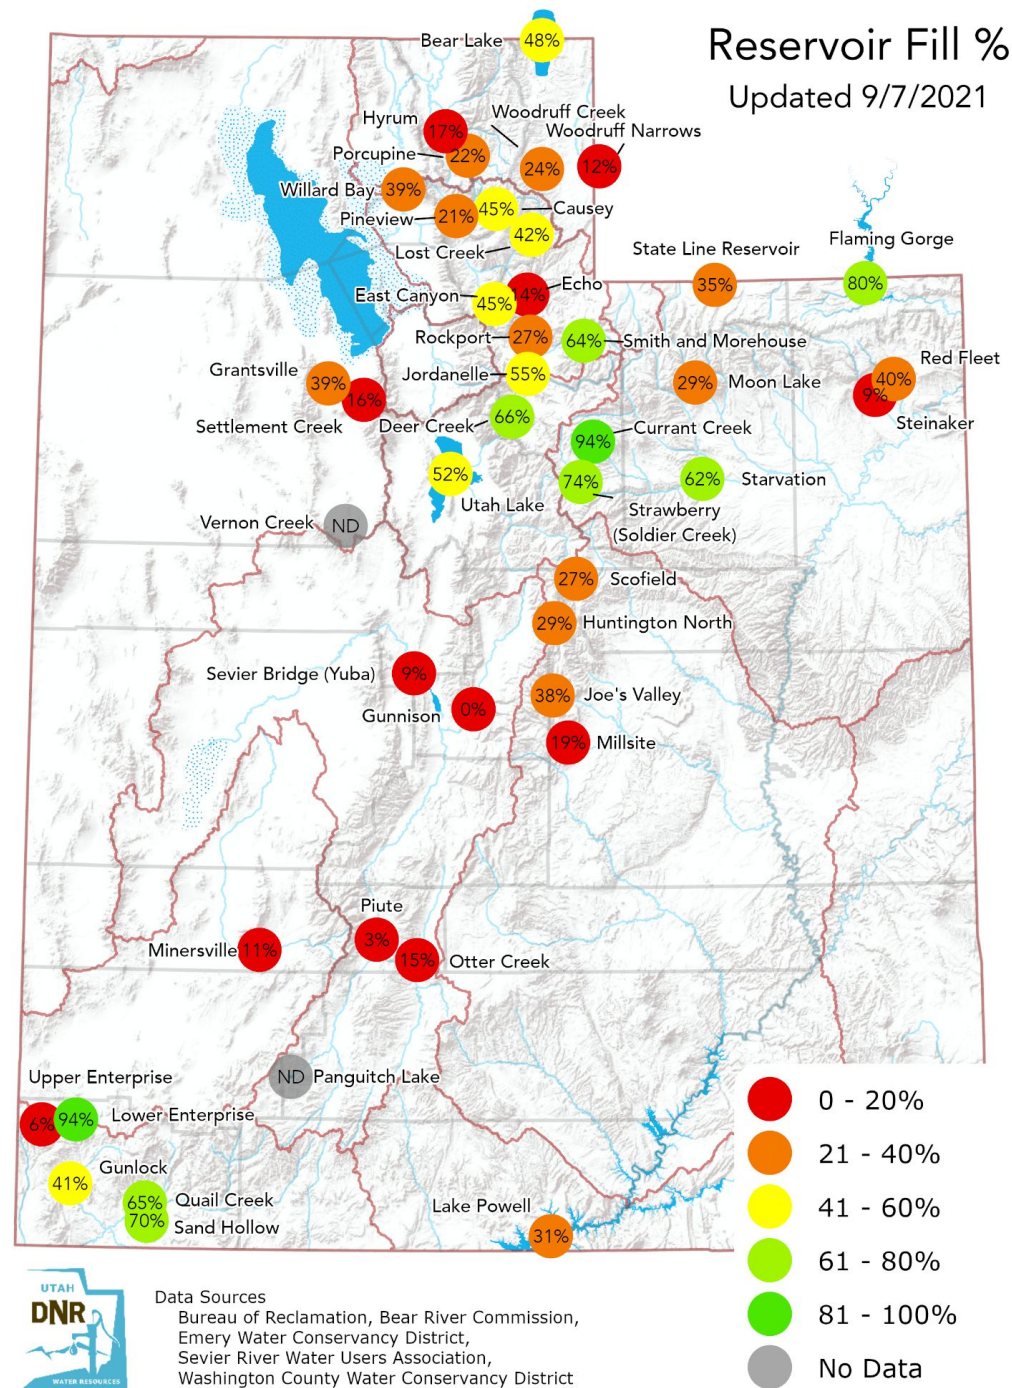 Reservoir Fill %
Updated 9/7/2021
Bear Lake
48%
Hyrum
17%
Woodruff Creek
Woodruff Narrows
Porcupine
22%
24%
12%
Willard Bay
39%
45%
Causey
Pineview
21%
42%
Lost Creek
State Line Reservoir
35%
Flaming Gorge
80%
East Canyon
45%
14%
Echo
Rockport
27%
64%
Smith and Morehouse
Grantsville
39%
16%
Settlement Creek
Jordanelle
55%
29%
Moon Lake
Red Fleet
40%
9%
Steinaker
Deer Creek
66%
94%
Currant Creek
52%
Utah Lake
74%
Strawberry
(Soldier Creek)
62%
Starvation
Vernon Creek
ND
27%
Scofield
29%
Huntington North
Sevier Bridge (Yuba)
9%
Gunnison
0%
38%
Joe's Valley
19%
Millsite
Piute
3%
Minersville
11%
15%
Otter Creek
ND
Panguitch Lake
Upper Enterprise
6%
94%
Lower Enterprise
Gunlock
41%
65%
Quail Creek
70%
Sand Hollow
Lake Powell
31%
0 - 20%
21 - 40%
41 - 60%
61 - 80%
81 - 100%
No Data
UTAH
DNR
WATER RESOURCES
Data Sources
Bureau of Reclamation, Bear River Commission,
Emery Water Conservancy District,
Sevier River Water Users Association,
Washington County Water Conservancy District